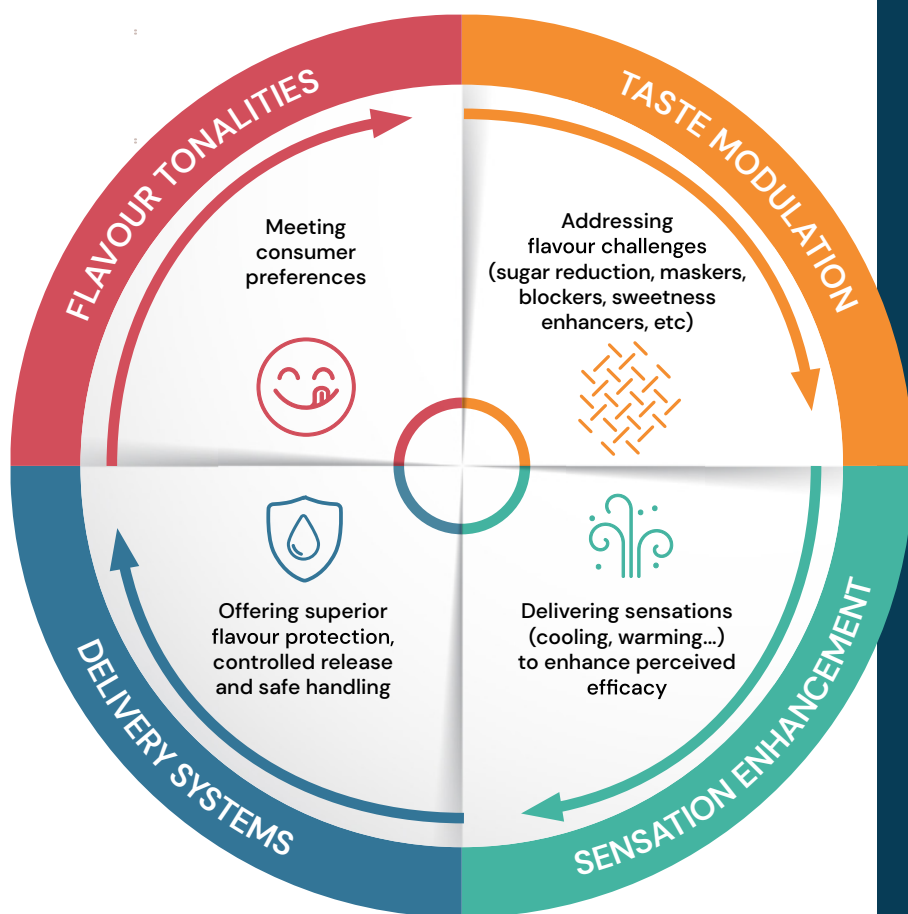 FLAVOUR TONALITIES
Meeting
consumer
preferences
TASTE MODULATION
Addressing
flavour challenges
(sugar reduction, maskers,
blockers, sweetness
enhancers, etc)
DELIVERY SYSTEMS
Offering superior
flavour protection,
controlled release
and safe handling
SENSATION ENHANCEMENT
Delivering sensations
(cooling, warming...)
to enhance perceived
efficacy